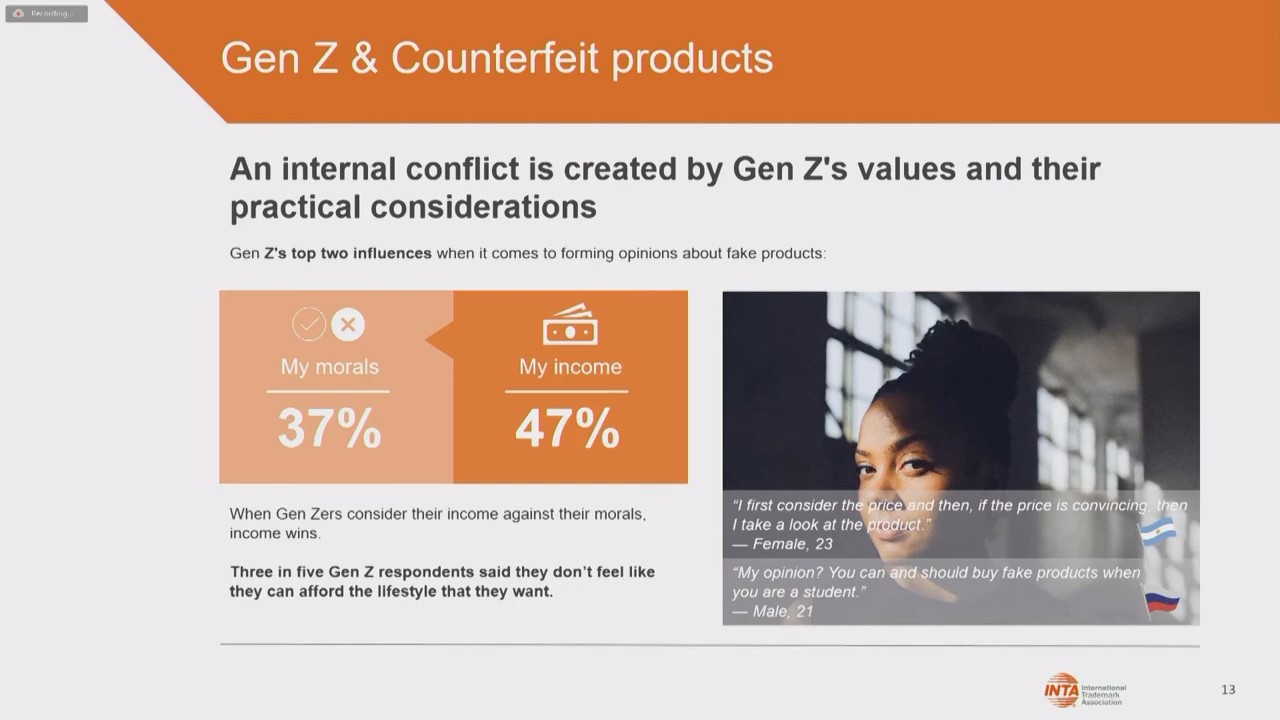 Recording...
Gen Z & Counterfeit products
An internal conflict is created by Gen Z's values and their
practical considerations
Gen Z's top two influences when it comes to forming opinions about fake products:
My morals
37%
My income
47%
When Gen Zers consider their income against their morals,
income wins.
Three in five Gen Z respondents said they don’t feel like
they can afford the lifestyle that they want.
“I first consider the price and then, if the price is convincing, then
I take a look at the product.”
— Female, 23
“My opinion? You can and should buy fake products when
you are a student.”
— Male, 21
INTA
International
Trademark
Association
13